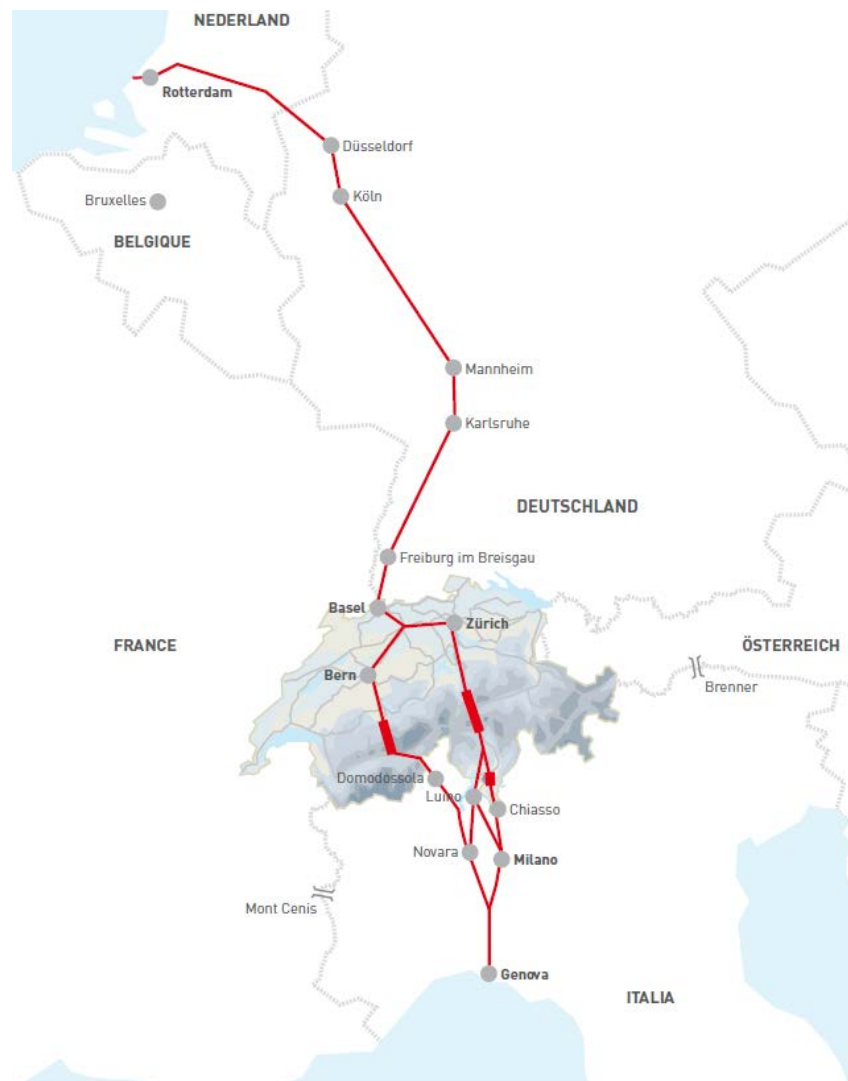 NEDERLAND
Rotterdam
Düsseldorf
Köln
Bruxelles
BELGIQUE
Mannheim
Karlsruhe
DEUTSCHLAND
Freiburg im Breisgau
Basel
Zürich
FRANCE
ÖSTERREICH
Bern
Brenner
Domodossola
Luino
Chiasso
Novara
Milano
Mont Cenis
Genova
ITALIA